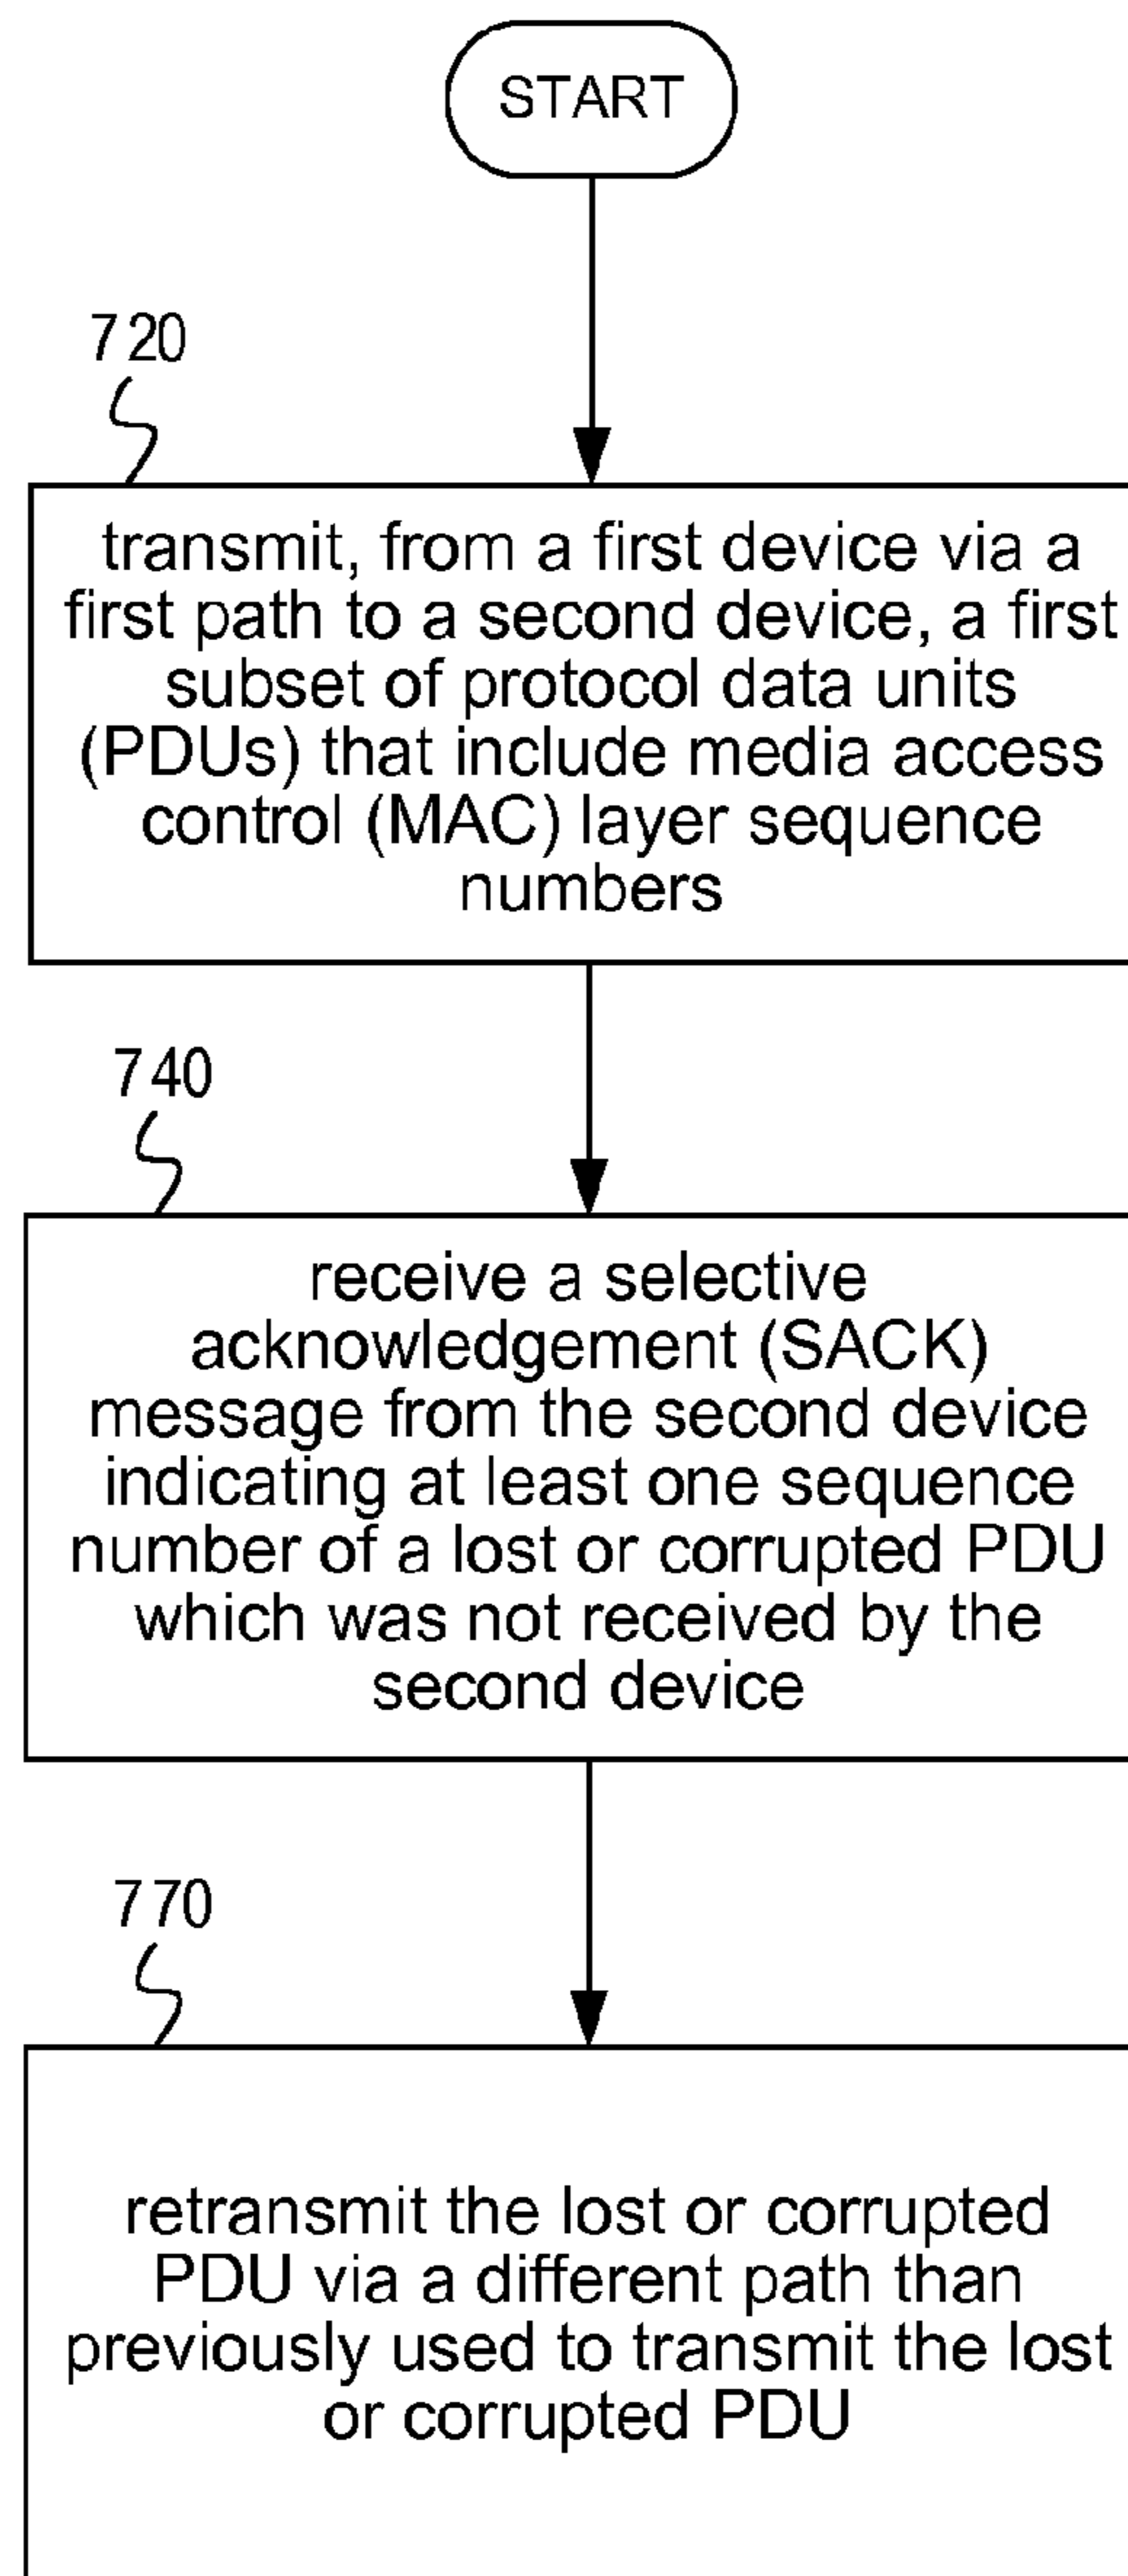 START
720
transmit, from a first device via a
first path to a second device, a first
subset of protocol data units
(PDUs) that include media access
control (MAC) layer sequence
numbers
740
receive a selective
acknowledgement (SACK)
message from the second device
indicating at least one sequence
number of a lost or corrupted PDU
which was not received by the
second device
770
retransmit the lost or corrupted
PDU via a different path than
previously used to transmit the lost
or corrupted PDU